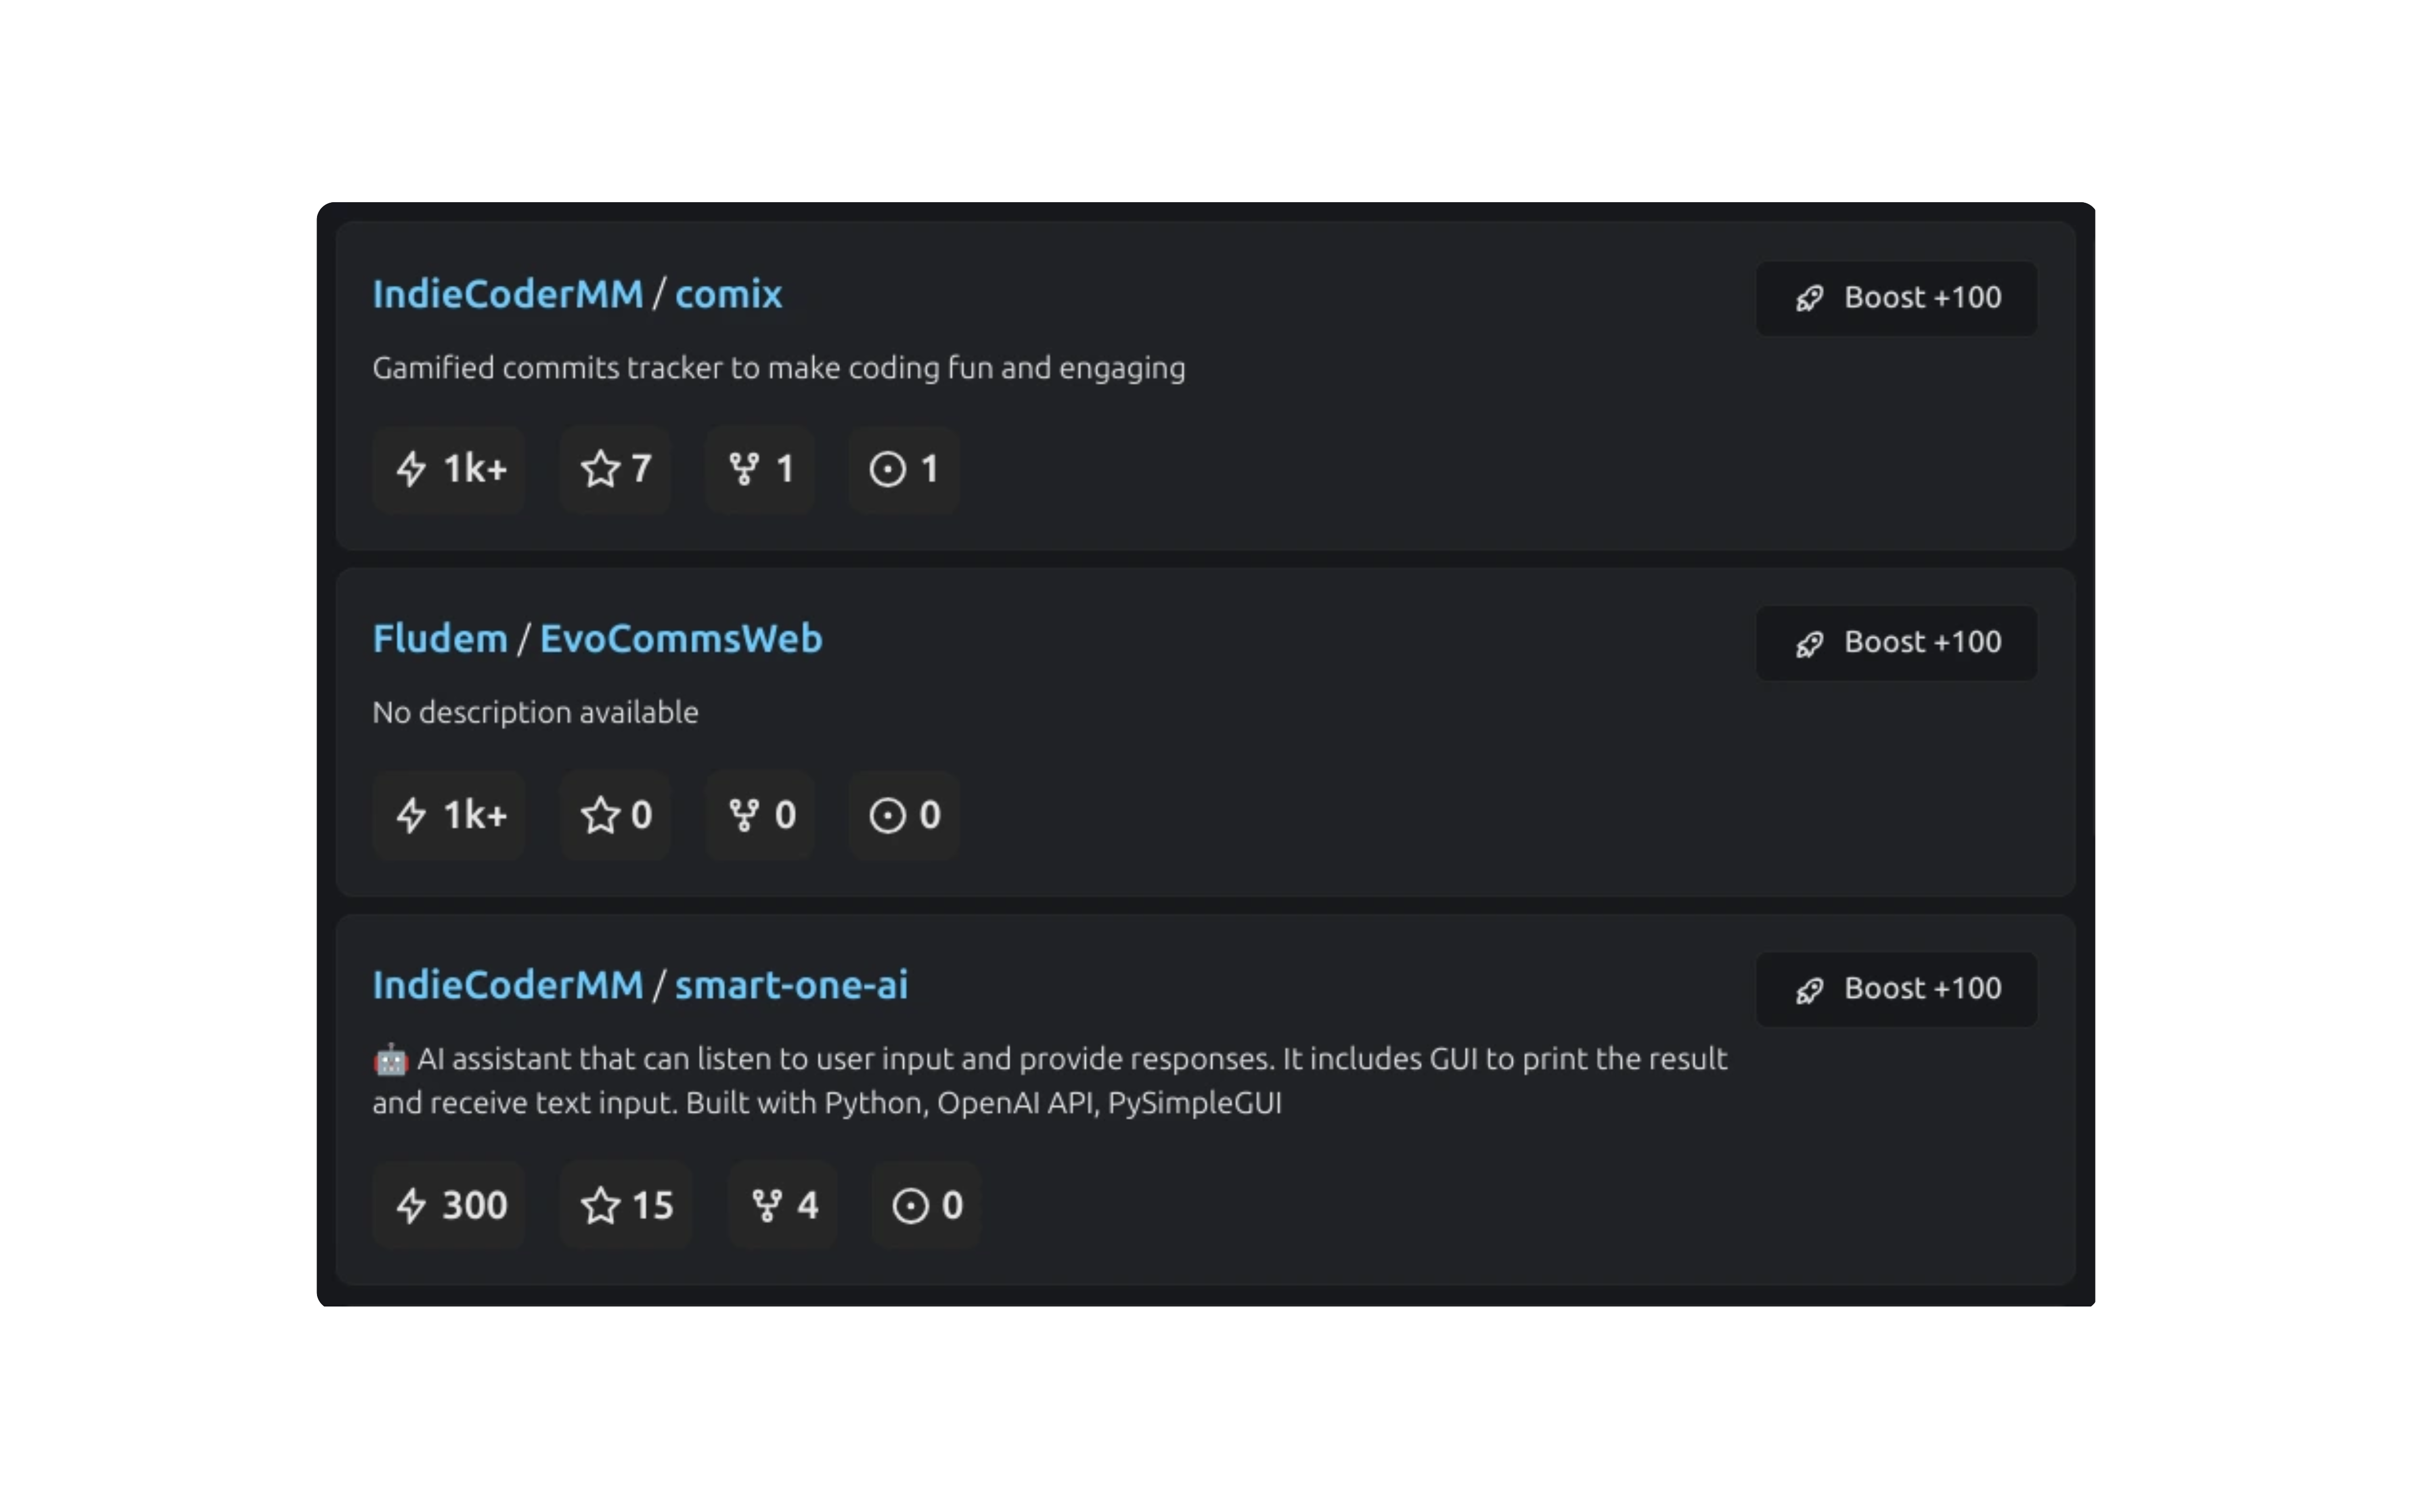 IndieCoderMM / comix
Boost +100
Gamified commits tracker to make coding fun and engaging
1k+ 7 1 1
Fludem / EvoCommsWeb
Boost +100
No description available
1k+ 0 0 0
IndieCoderMM / smart-one-ai
Boost +100
🤖 AI assistant that can listen to user input and provide responses. It includes GUI to print the result
and receive text input. Built with Python, OpenAI API, PySimpleGUI
300 15 4 0